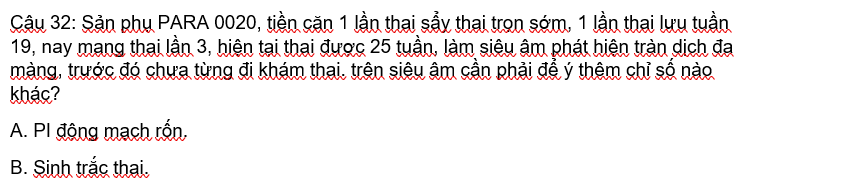 Câu 32: Sản phụ PARA 0020, tiền căn 1 lần thai sẩy thai trọn sớm, 1 lần thai lưu tuần
19, nay mang thai lần 3, hiện tại thai được 25 tuần, làm siêu âm phát hiện tràn dịch đa
màng, trước đó chưa từng đi khám thai. trên siêu âm cần phải để ý thêm chỉ số nào
khác?
A. PI động mạch rốn.
B. Sinh trắc thai.